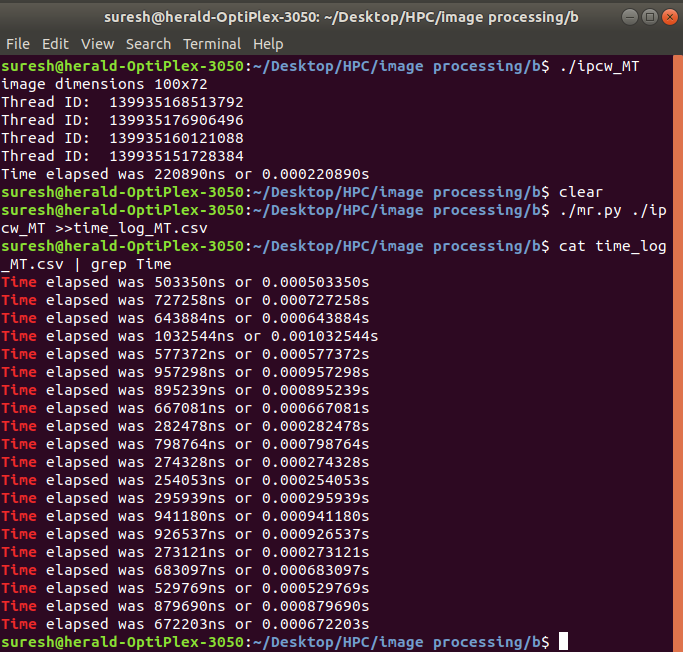 suresh@herald-OptiPlex-3050: ~/Desktop/HPC/image processing/b
File Edit View Search Terminal Help
suresh@herald-OptiPlex-3050:~/Desktop/HPC/image processing/b$ ./ipcw_MT
image dimensions 100x72
Thread ID:  139935168513792
Thread ID:  139935176906496
Thread ID:  139935160121088
Thread ID:  139935151728384
Time elapsed was 220890ns or 0.000220890s
suresh@herald-OptiPlex-3050:~/Desktop/HPC/image processing/b$ clear
suresh@herald-OptiPlex-3050:~/Desktop/HPC/image processing/b$ ./mr.py ./ip
cw_MT >>time_log_MT.csv
suresh@herald-OptiPlex-3050:~/Desktop/HPC/image processing/b$ cat time_log
_MT.csv | grep Time
Time elapsed was 503350ns or 0.000503350s
Time elapsed was 727258ns or 0.000727258s
Time elapsed was 643884ns or 0.000643884s
Time elapsed was 1032544ns or 0.001032544s
Time elapsed was 577372ns or 0.000577372s
Time elapsed was 957298ns or 0.000957298s
Time elapsed was 895239ns or 0.000895239s
Time elapsed was 667081ns or 0.000667081s
Time elapsed was 282478ns or 0.000282478s
Time elapsed was 798764ns or 0.000798764s
Time elapsed was 274328ns or 0.000274328s
Time elapsed was 254053ns or 0.000254053s
Time elapsed was 295939ns or 0.000295939s
Time elapsed was 941180ns or 0.000941180s
Time elapsed was 926537ns or 0.000926537s
Time elapsed was 273121ns or 0.000273121s
Time elapsed was 683097ns or 0.000683097s
Time elapsed was 529769ns or 0.000529769s
Time elapsed was 879690ns or 0.000879690s
Time elapsed was 672203ns or 0.000672203s
suresh@herald-OptiPlex-3050:~/Desktop/HPC/image processing/b$